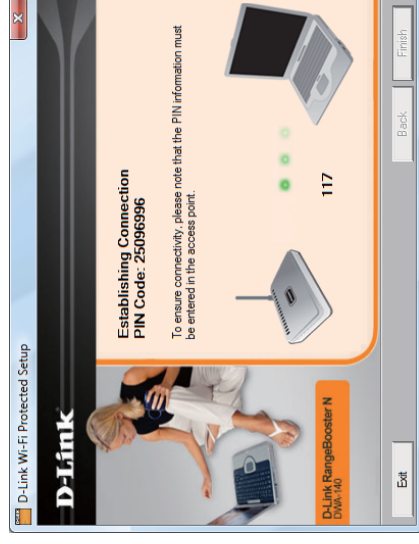 D-Link Wi-Fi Protected Setup
D-Link
Establishing Connection
PIN Code: 25096996
To ensure connectivity, please note that the PIN information must
be entered in the access point.
117
D-Link RangeBooster N
DWA-140
Exit
Back
Finish